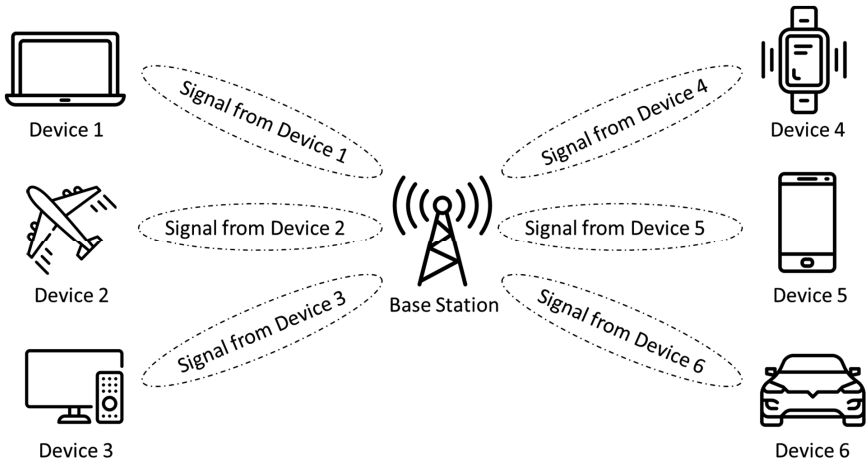 Device 1
Signal from Device 1
Signal from Device 4
Device 4
Device 2
Signal from Device 2
Signal from Device 5
Device 5
Base Station
Device 3
Signal from Device 3
Signal from Device 6
Device 6